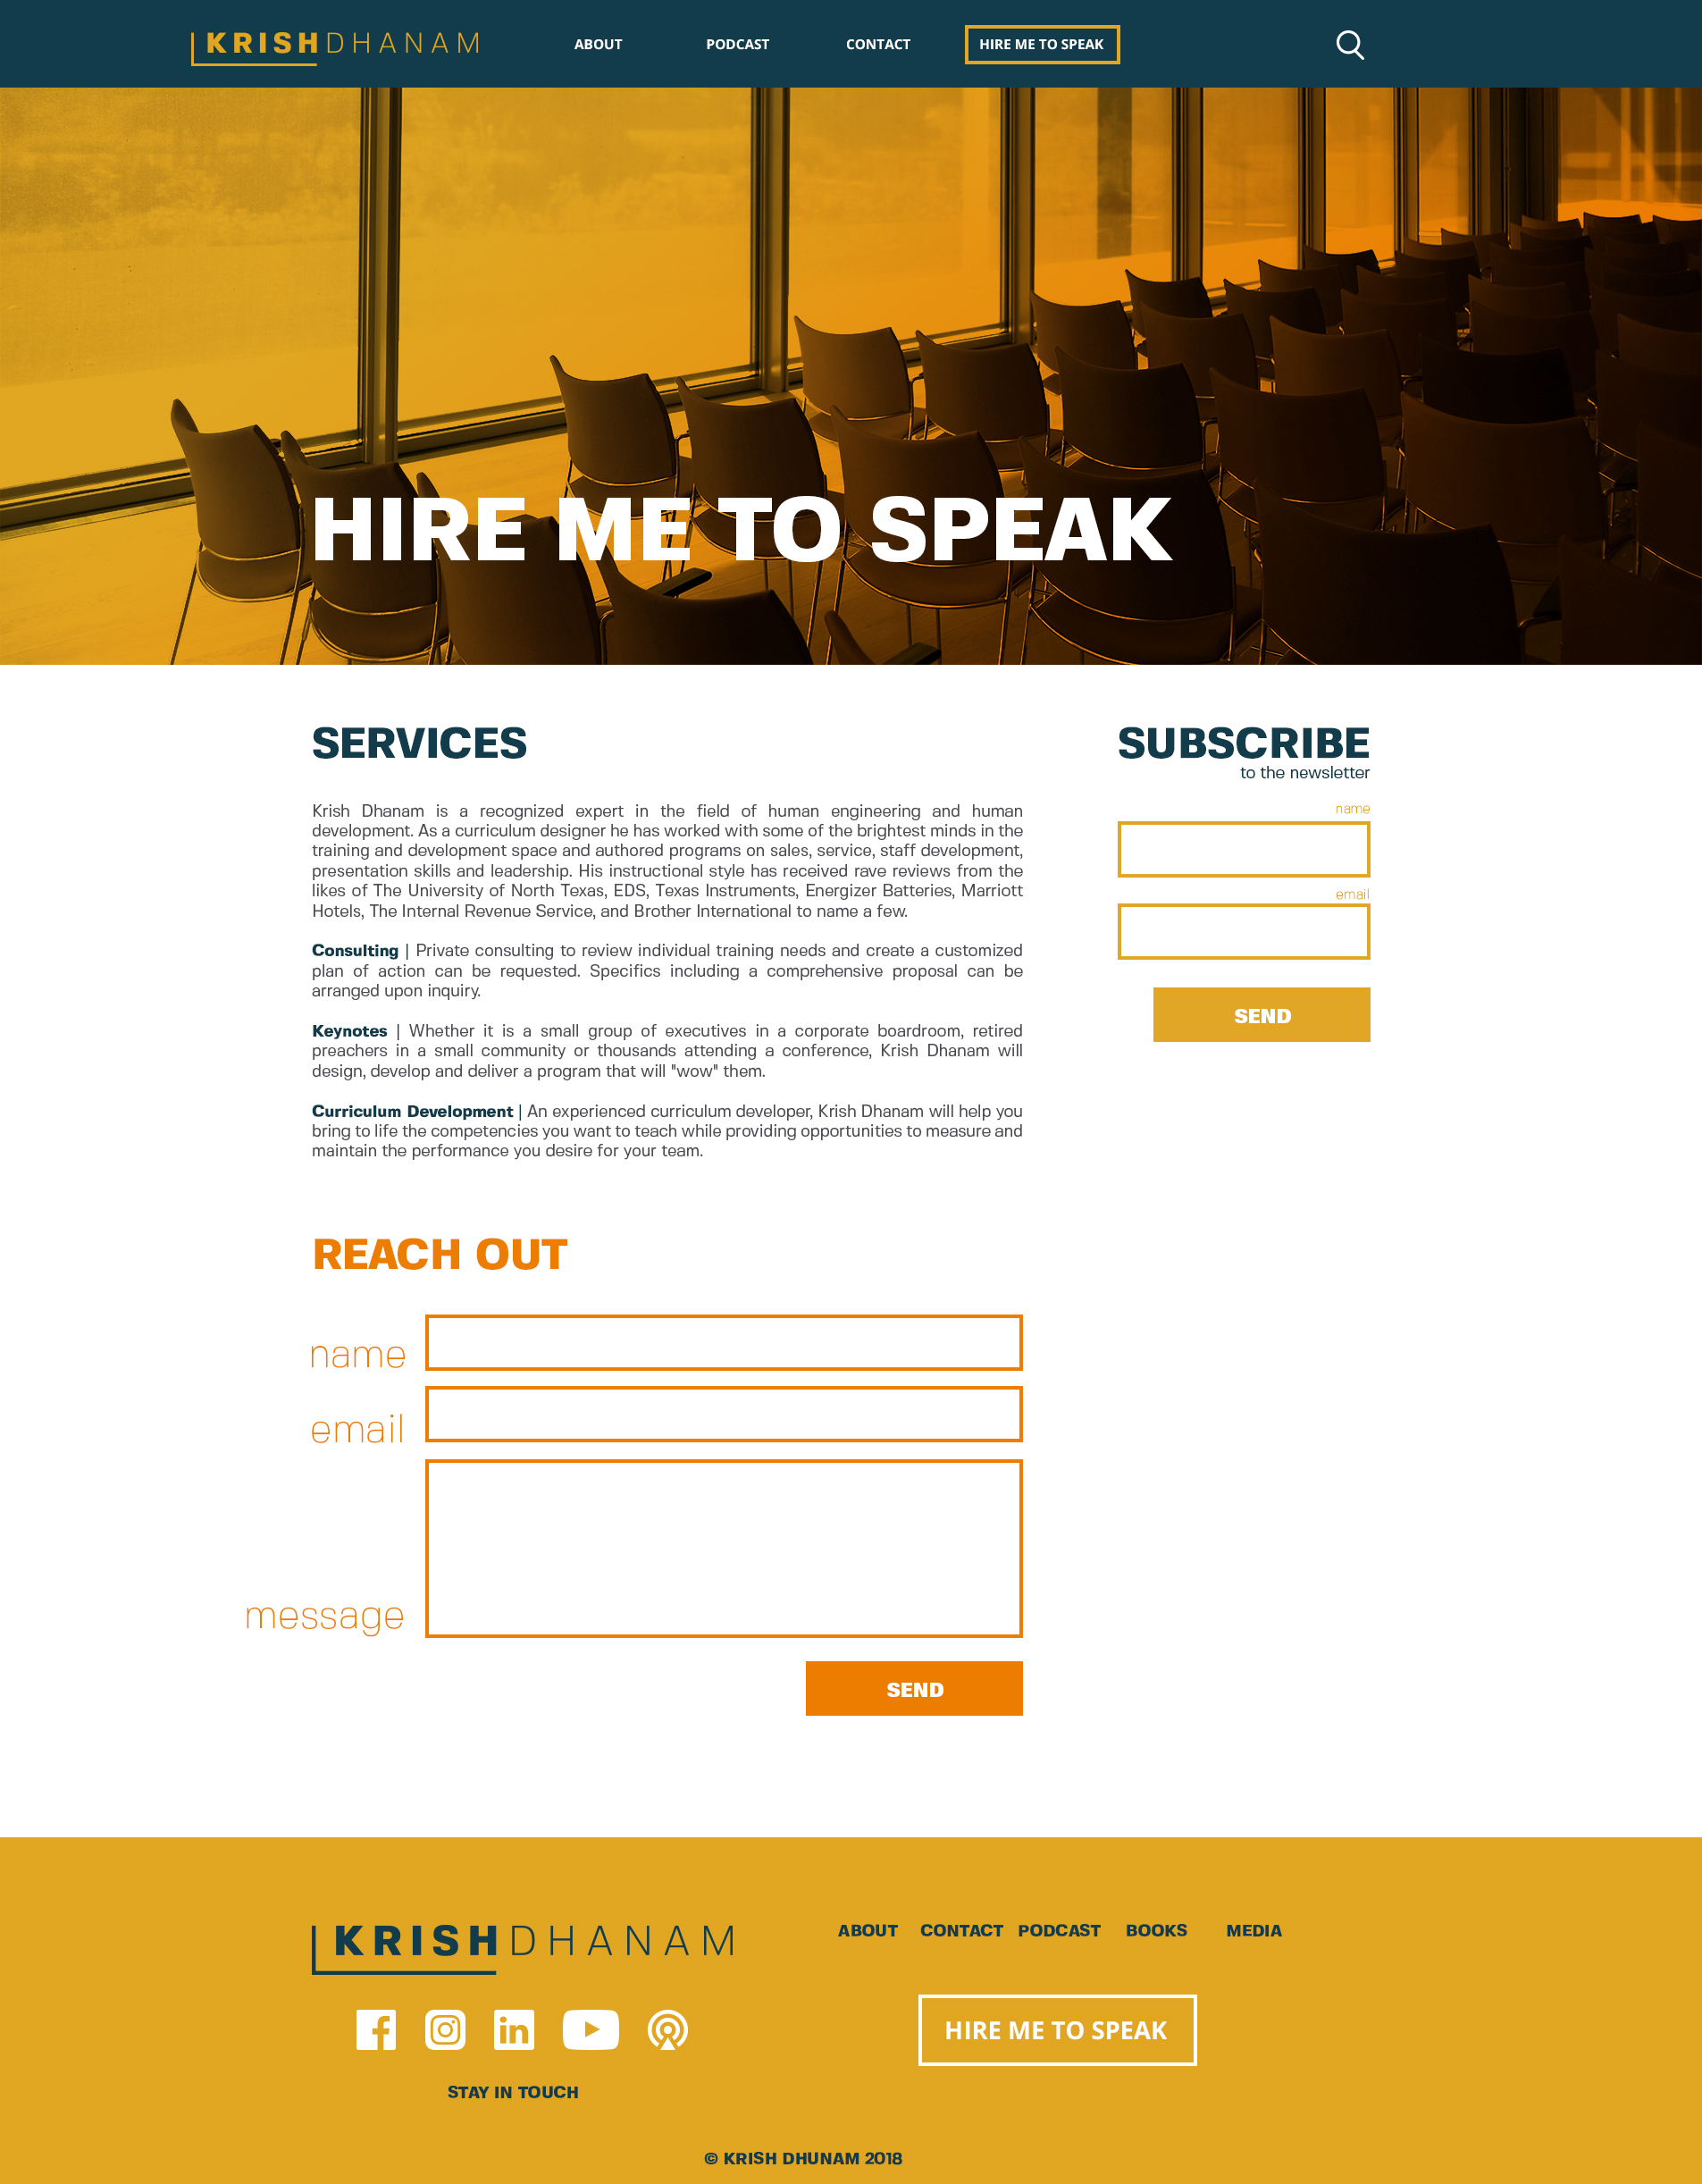 KRISHDHANAM ABOUT PODCAST CONTACT HIRE ME TO SPEAK
HIRE ME TO SPEAK
SERVICES
Krish Dhanam is a recognized expert in the field of human engineering and human
development. As a curriculum designer he has worked with some of the brightest minds in the
training and development space and authored programs on sales, service, staff development,
presentation skills and leadership. His instructional style has received rave reviews from the
likes of The University of North Texas, EDS, Texas Instruments, Energizer Batteries, Marriott
Hotels, The Internal Revenue Service, and Brother International to name a few.
Consulting | Private consulting to review individual training needs and create a customized
plan of action can be requested. Specifics including a comprehensive proposal can be
arranged upon inquiry.
Keynotes | Whether it is a small group of executives in a corporate boardroom, retired
preachers in a small community or thousands attending a conference, Krish Dhanam will
design, develop and deliver a program that will "wow" them.
Curriculum Development | An experienced curriculum developer, Krish Dhanam will help you
bring to life the competencies you want to teach while providing opportunities to measure and
maintain the performance you desire for your team.
SUBSCRIBE
to the newsletter
name
email
SEND
REACH OUT
name
email
message
SEND
KRISHDHANAM
STAY IN TOUCH
ABOUT CONTACT PODCAST BOOKS MEDIA
HIRE ME TO SPEAK
© KRISH DHUNAM 2018